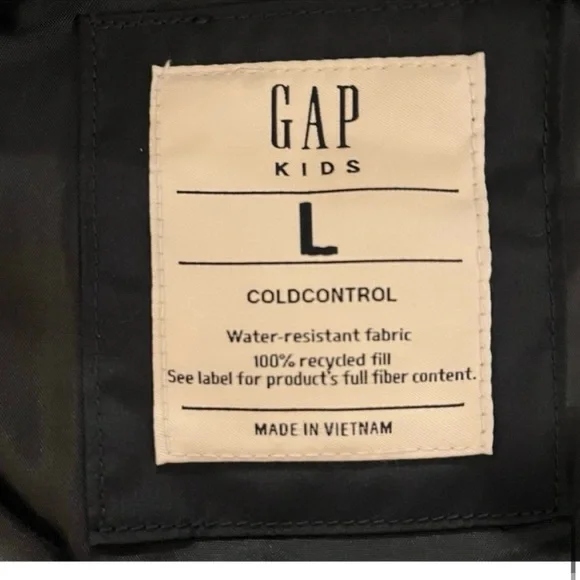 GAP
KIDS
L
COLDCONTROL
Water-resistant fabric
100% recycled fill
See label for product's full fiber content.
MADE IN VIETNAM